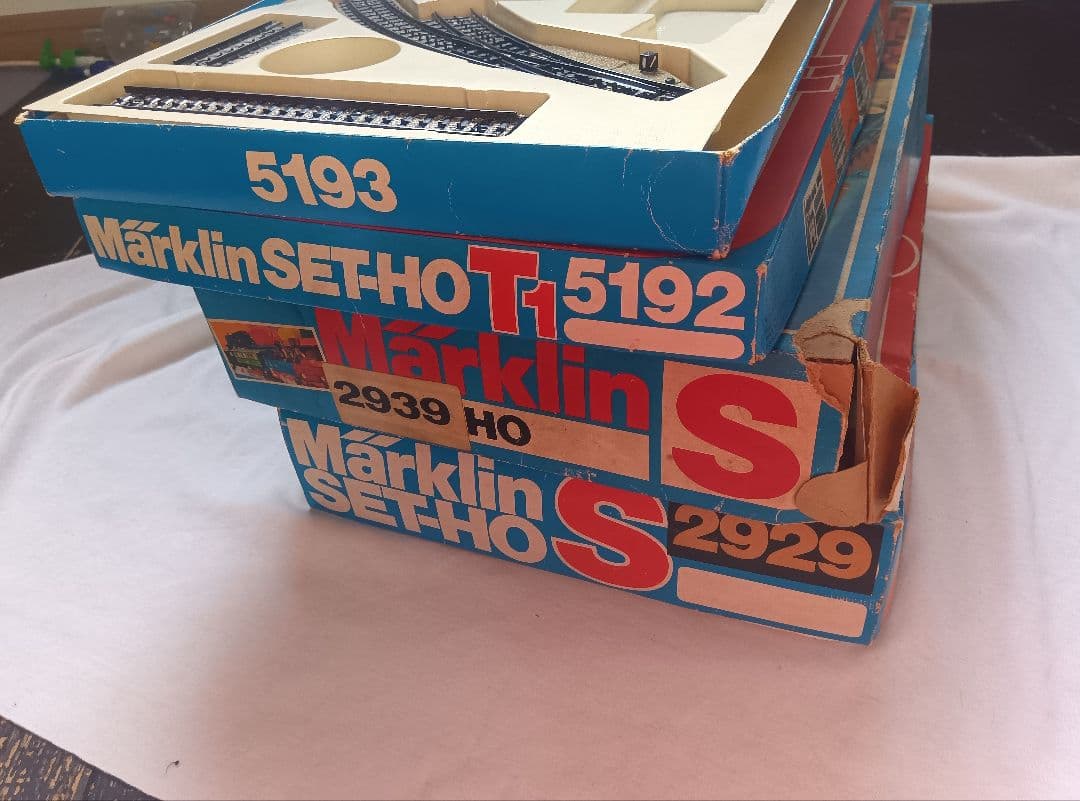 5193
Märklin SET-HO T1 5192
Märklin S
2939 HO
Märklin
SET-HO S 2929